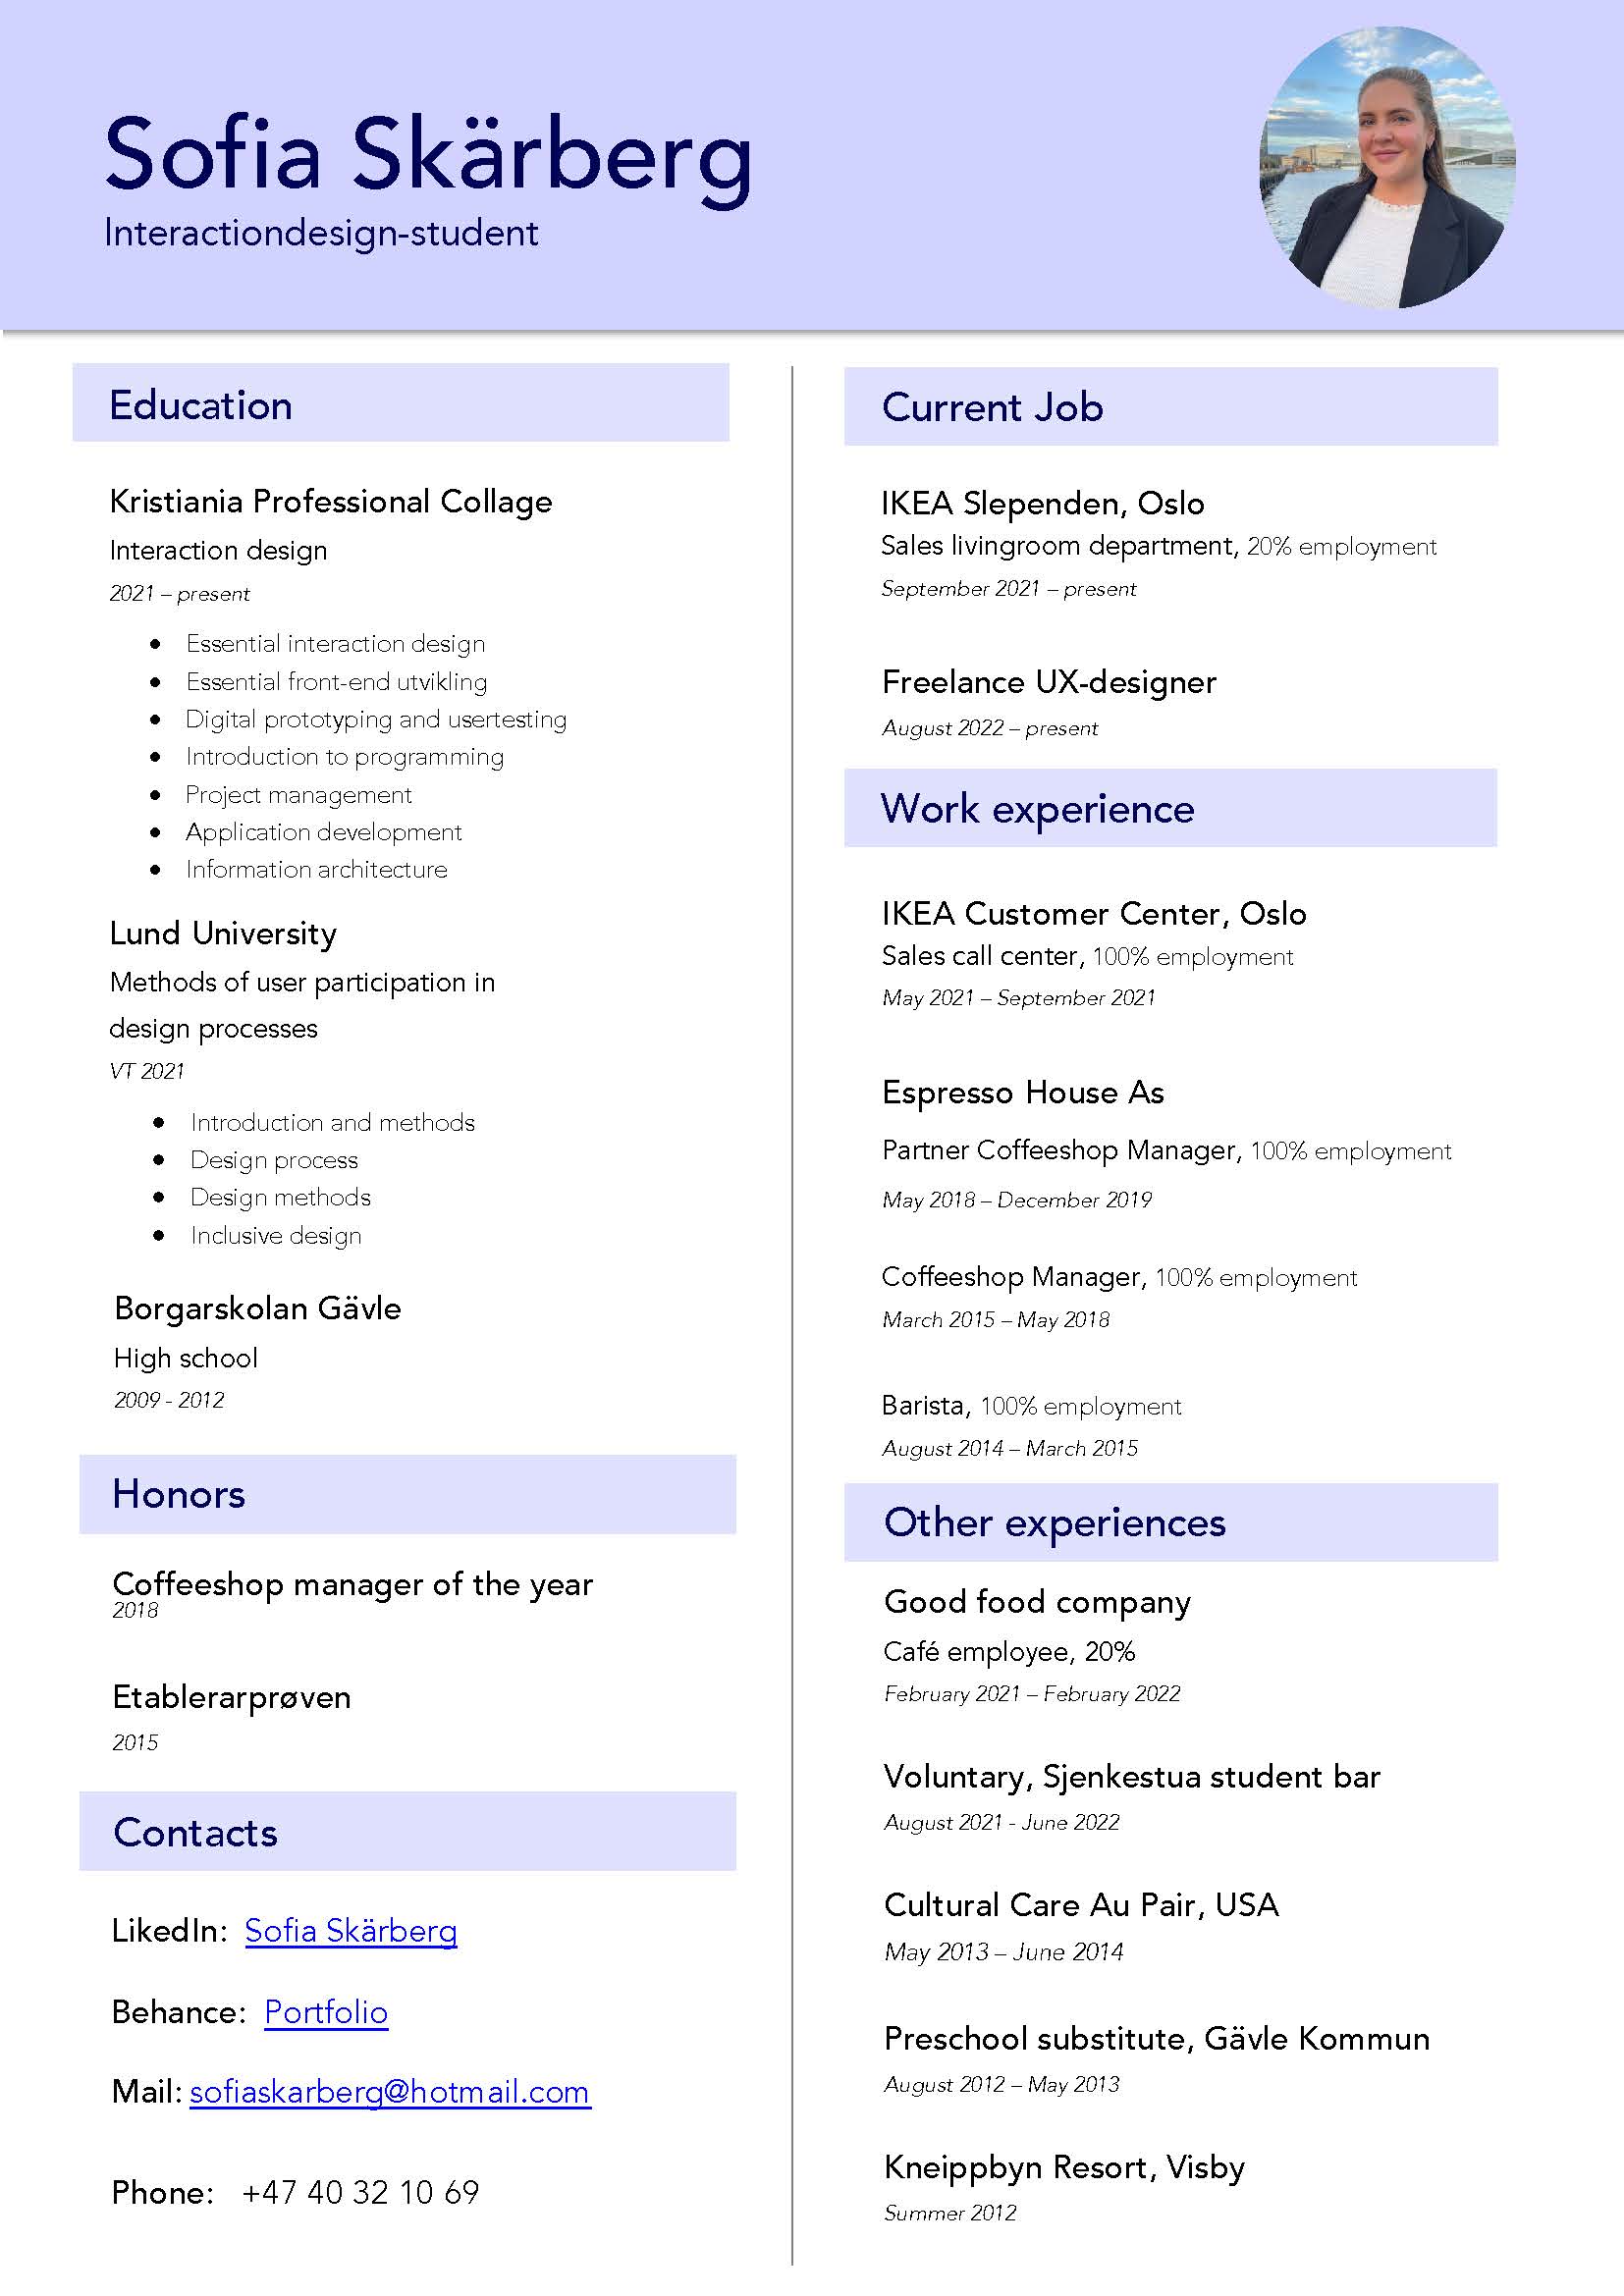 Sofia Skärberg
Interactiondesign-student
Education
Kristiania Professional Collage
Interaction design
2021 – present
• Essential interaction design
• Essential front-end utvikling
• Digital prototyping and usertesting
• Introduction to programming
• Project management
• Application development
• Information architecture
Lund University
Methods of user participation in
design processes
VT 2021
• Introduction and methods
• Design process
• Design methods
• Inclusive design
Borgarskolan Gävle
High school
2009 - 2012
Honors
Coffeeshop manager of the year
2018
Etablerarprøven
2015
Contacts
LikedIn: Sofia Skärberg
Behance: Portfolio
Mail: sofiaskarberg@hotmail.com
Phone: +47 40 32 10 69
Current Job
IKEA Slependen, Oslo
Sales livingroom department, 20% employment
September 2021 – present
Freelance UX-designer
August 2022 – present
Work experience
IKEA Customer Center, Oslo
Sales call center, 100% employment
May 2021 – September 2021
Espresso House As
Partner Coffeeshop Manager, 100% employment
May 2018 – December 2019
Coffeeshop Manager, 100% employment
March 2015 – May 2018
Barista, 100% employment
August 2014 – March 2015
Other experiences
Good food company
Café employee, 20%
February 2021 – February 2022
Voluntary, Sjenkestua student bar
August 2021 - June 2022
Cultural Care Au Pair, USA
May 2013 – June 2014
Preschool substitute, Gävle Kommun
August 2012 – May 2013
Kneippbyn Resort, Visby
Summer 2012